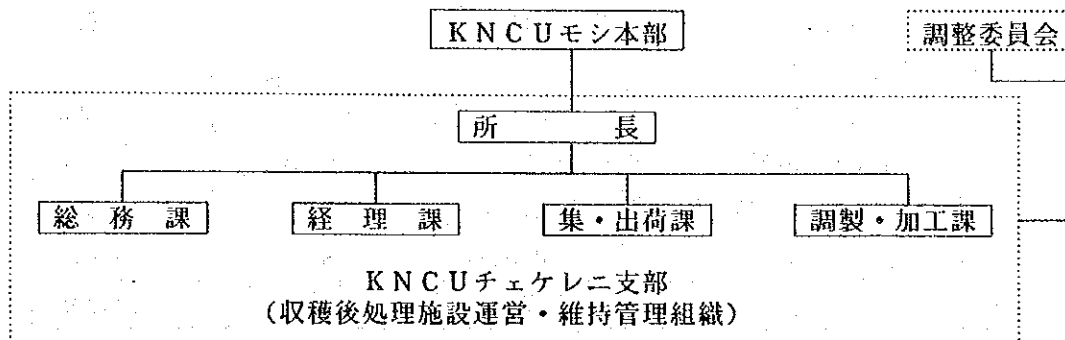 KNCUモシ本部
調整委員会
所長
総務課
経理課
集・出荷課
調製・加工課
KNCUチェケレニ支部
(収穫後処理施設運営・維持管理組織)